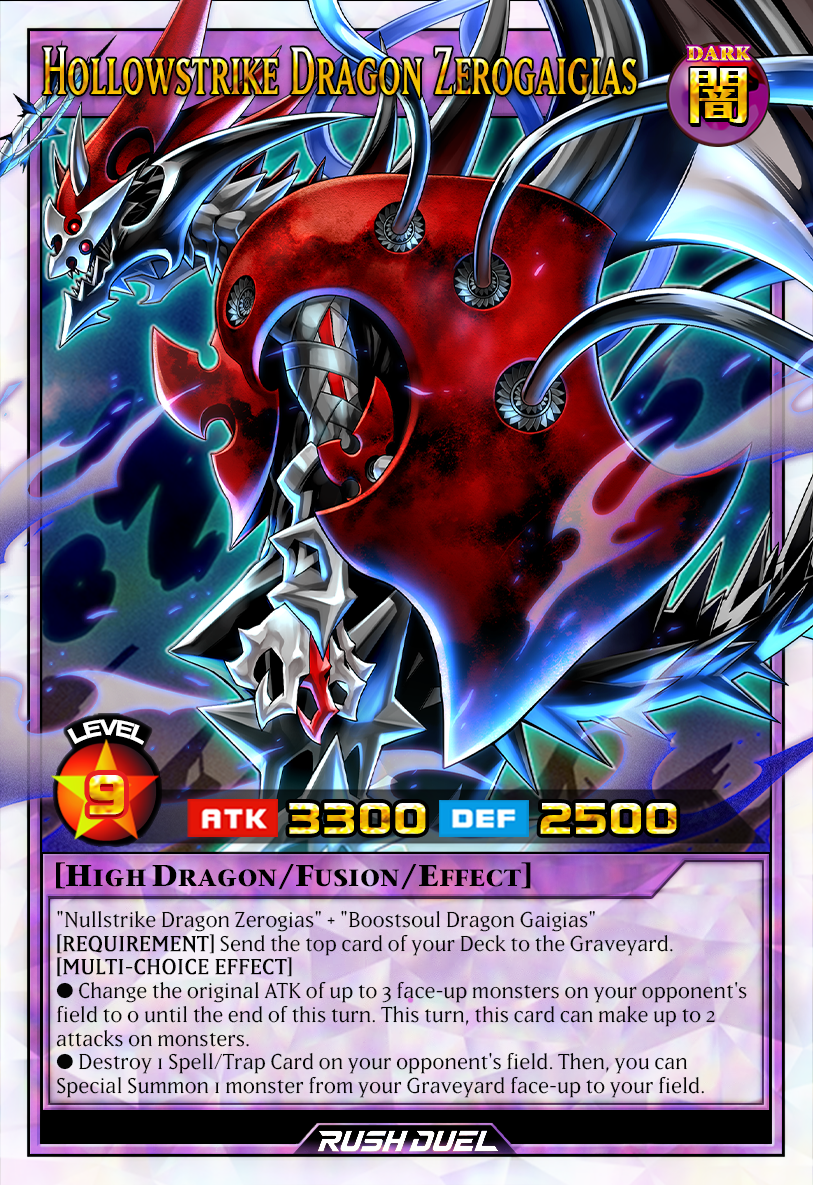 Hollowstrike Dragon Zerogaigias
DARK
闇
LEVEL
9
ATK 3300 DEF 2500
[High Dragon/Fusion/Effect]
"Nullstrike Dragon Zerogias" + "Boostsoul Dragon Gaigias"
[REQUIREMENT] Send the top card of your Deck to the Graveyard.
[MULTI-CHOICE EFFECT]
● Change the original ATK of up to 3 face-up monsters on your opponent's
field to 0 until the end of this turn. This turn, this card can make up to 2
attacks on monsters.
● Destroy 1 Spell/Trap Card on your opponent's field. Then, you can
Special Summon 1 monster from your Graveyard face-up to your field.
RUSH DUEL